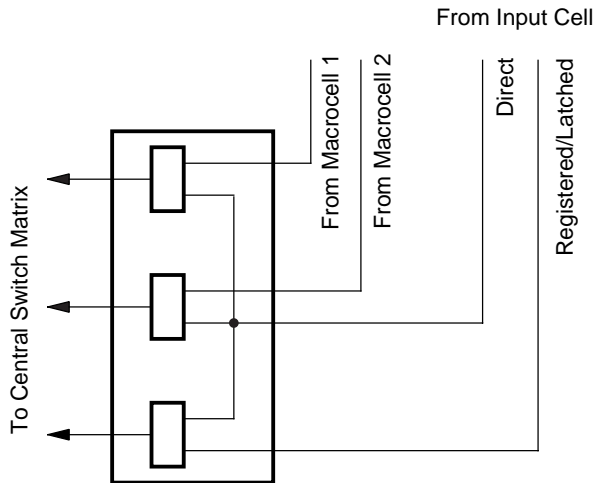 From Input Cell
From Macrocell 1
From Macrocell 2
Direct
Registered/Latched
To Central Switch Matrix